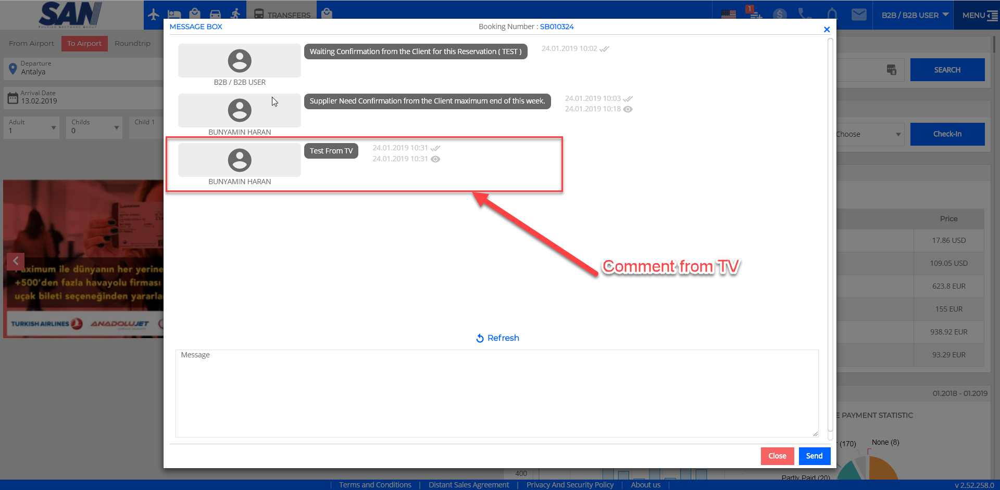 SAN
TRANSFERS
1
B2B / B2B USER
MENU
MESSAGE BOX
Booking Number : SB010324
From Airport
To Airport
Roundtrip
Departure
Antalya
Arrival Date
13.02.2019
Adult
1
Childs
0
Child 1
Waiting Confirmation from the Client for this Reservation ( TEST )
24.01.2019 10:02
B2B / B2B USER
Supplier Need Confirmation from the Client maximum end of this week.
24.01.2019 10:03
24.01.2019 10:18
BUNYAMIN HARAN
Test From TV
24.01.2019 10:31
24.01.2019 10:31
BUNYAMIN HARAN
Comment from TV
SEARCH
Choose
Check-In
Price
17.86 USD
109.05 USD
623.8 EUR
155 EUR
938.92 EUR
93.29 EUR
aximum ile dünyanın her yerine
+500'den fazla havayolu firması
uçak bileti seçeneğinden yararla
TURKISH AIRLINES
ANADOLUJET
Refresh
Message
01.2018 - 01.2019
E PAYMENT STATISTIC
(170)
None (8)
Partly Paid (20)
400
Close
Send
Terms and Conditions
Distant Sales Agreement
Privacy And Security Policy
About us
v 2.52.258.0